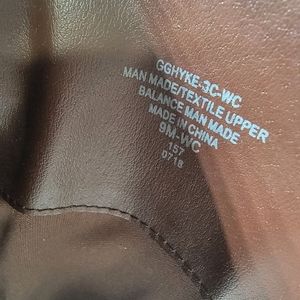 GGHYKE-3C-WC
MAN MADE/TEXTILE UPPER
BALANCE MAN MADE
MADE IN CHINA
9M-WC
157
0718